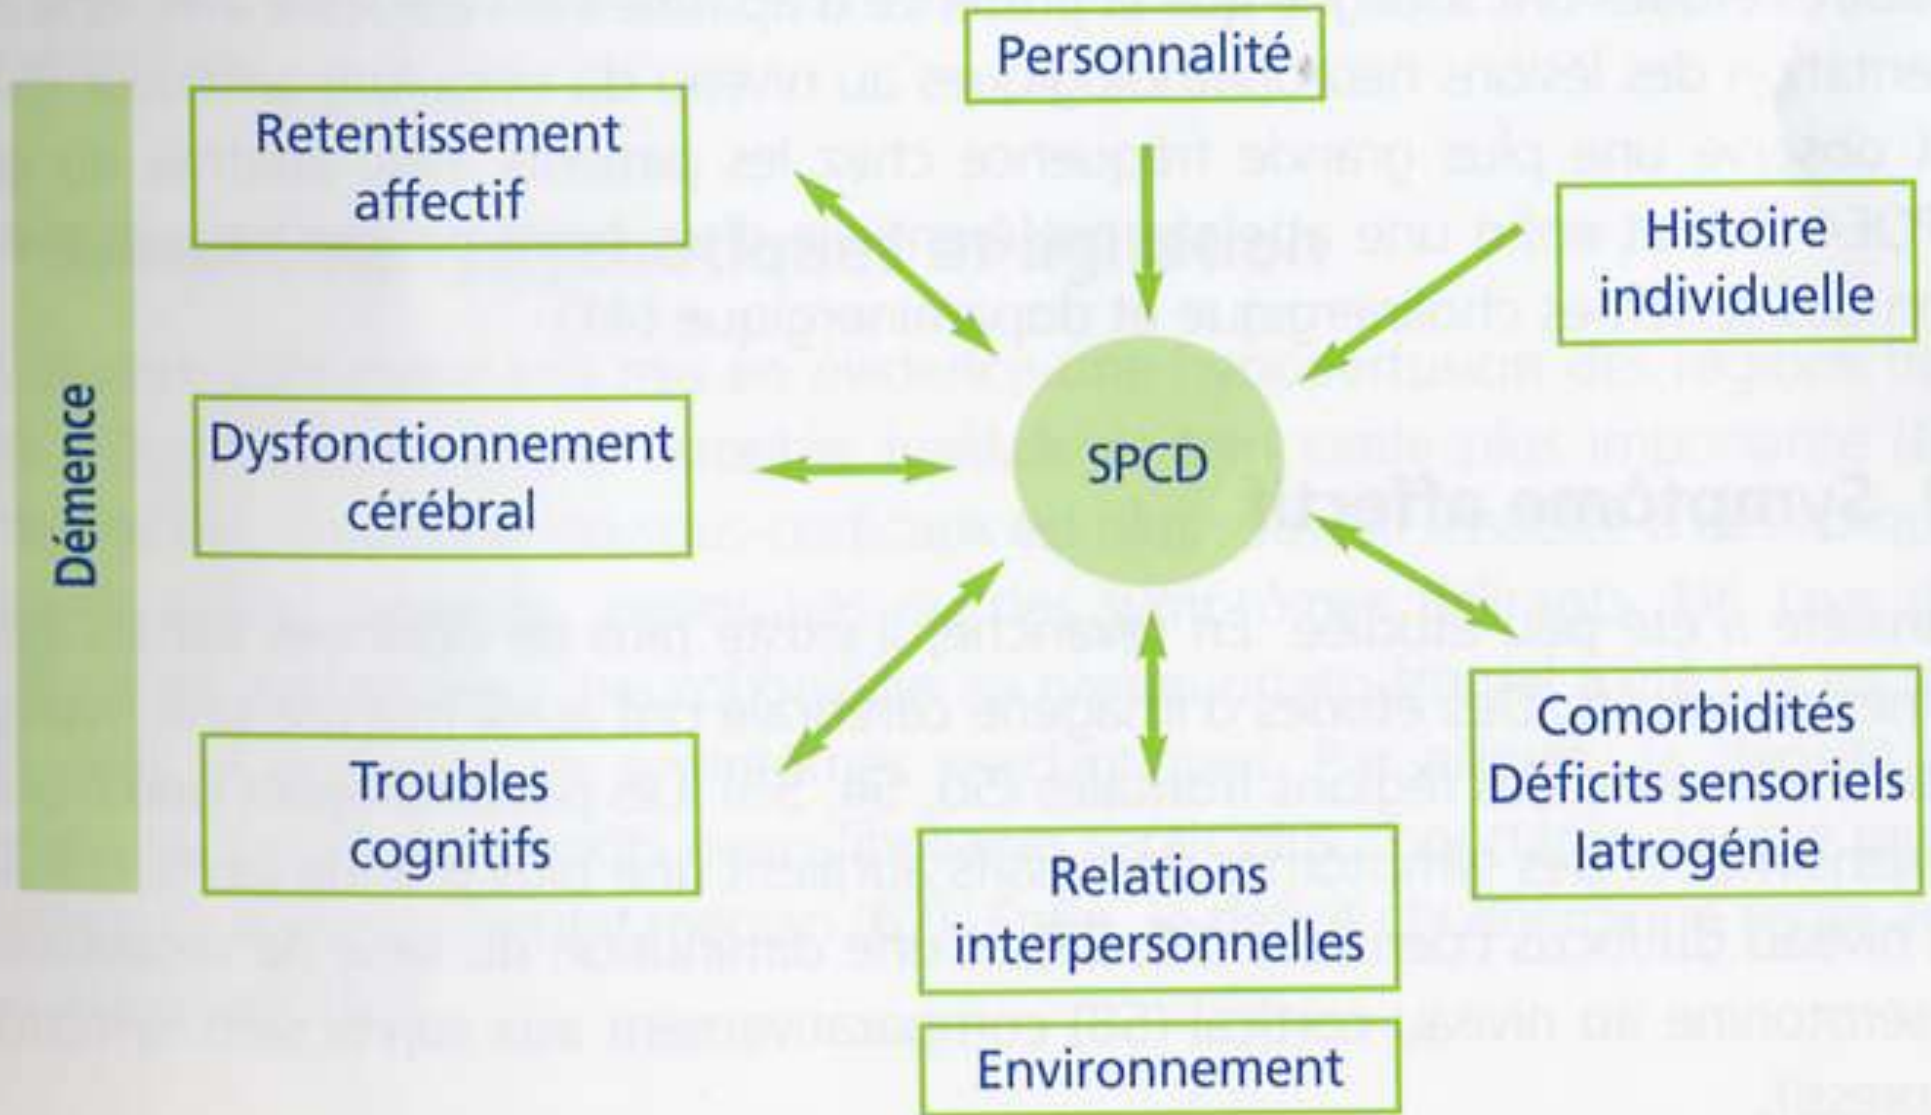 Personnalité
Retentissement
affectif
Histoire
individuelle
Démence
Dysfonctionnement
cérébral
SPCD
Troubles
cognitifs
Comorbidités
Déficits sensoriels
Iatrogénie
Relations
interpersonnelles
Environnement